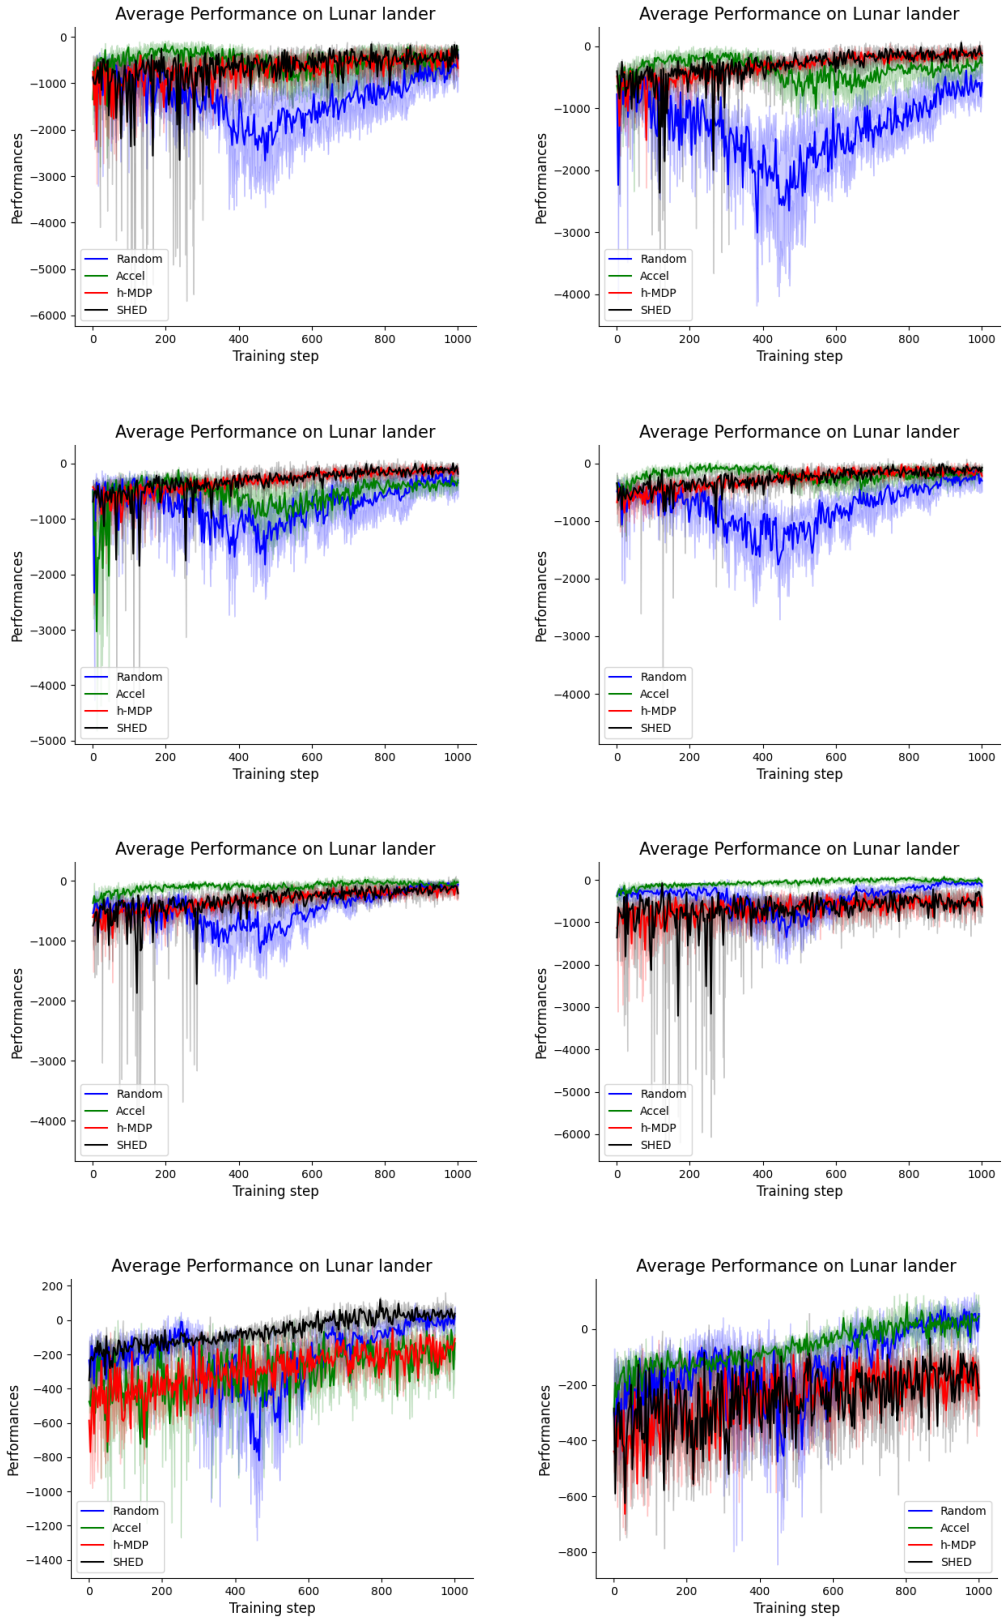 Average Performance on Lunar lander
Performances
0
−1000
−2000
−3000
−4000
−5000
−6000
Random
Accel
h-MDP
SHED
0 200 400 600 800 1000
Training step
Average Performance on Lunar lander
Performances
0
−1000
−2000
−3000
−4000
Random
Accel
h-MDP
SHED
0 200 400 600 800 1000
Training step
Average Performance on Lunar lander
Performances
0
−1000
−2000
−3000
−4000
−5000
Random
Accel
h-MDP
SHED
0 200 400 600 800 1000
Training step
Average Performance on Lunar lander
Performances
0
−1000
−2000
−3000
−4000
Random
Accel
h-MDP
SHED
0 200 400 600 800 1000
Training step
Average Performance on Lunar lander
Performances
0
−1000
−2000
−3000
−4000
Random
Accel
h-MDP
SHED
0 200 400 600 800 1000
Training step
Average Performance on Lunar lander
Performances
0
−1000
−2000
−3000
−4000
−5000
−6000
Random
Accel
h-MDP
SHED
0 200 400 600 800 1000
Training step
Average Performance on Lunar lander
Performances
200
0
−200
−400
−600
−800
−1000
−1200
−1400
Random
Accel
h-MDP
SHED
0 200 400 600 800 1000
Training step
Average Performance on Lunar lander
Performances
0
−200
−400
−600
−800
Random
Accel
h-MDP
SHED
0 200 400 600 800 1000
Training step